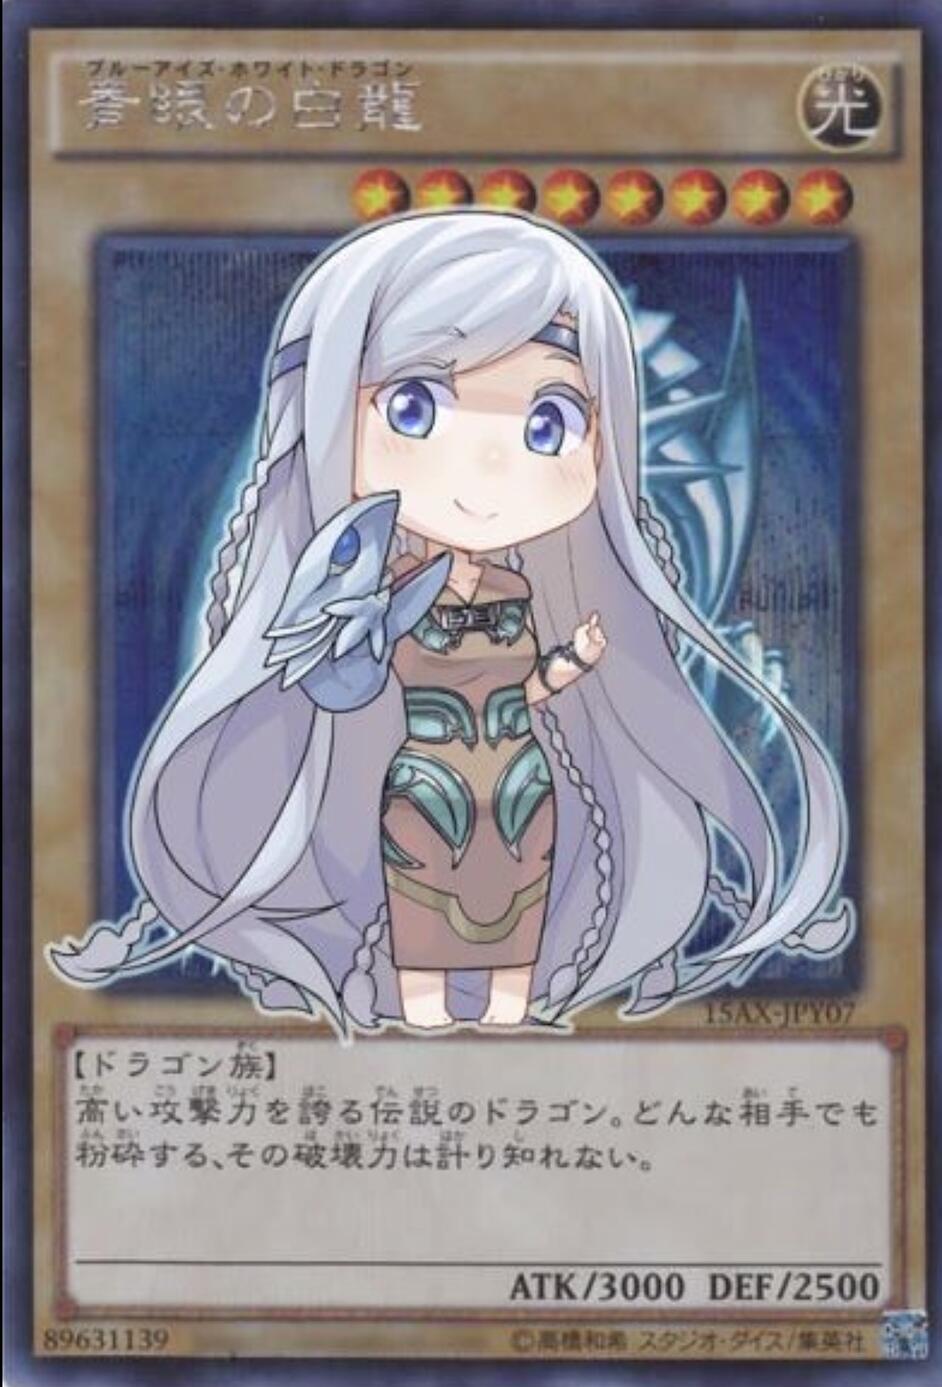 ブルーアイズ・ホワイト・ドラゴン
青眼の白龍
光
【ドラゴン族】
高い攻撃力を誇る伝説のドラゴン。どんな相手でも
粉砕する、その破壊力は計り知れない。
15AX-JPY07
ATK/3000 DEF/2500
89631139
©高橋和希 スタジオ・ダイス/集英社